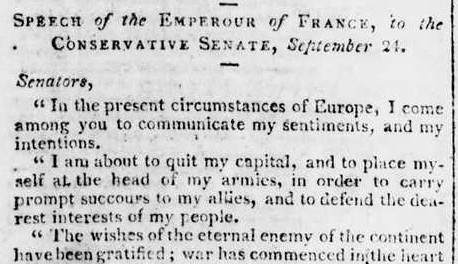 SPEECH of the EMPEROUR of FRANCE, to the
CONSERVATIVE SENATE, September 24.
Senators,
“ In the present circumstances of Europe, I come
among you to communicate my sentiments, and my
intentions.
“ I am about to quit my capital, and to place my-
self at the head of my armies, in order to carry
prompt succours to my allies, and to defend the dea-
rest interests of my people.
“ The wishes of the eternal enemy of the continent
have been gratified ; war has commenced in the heart